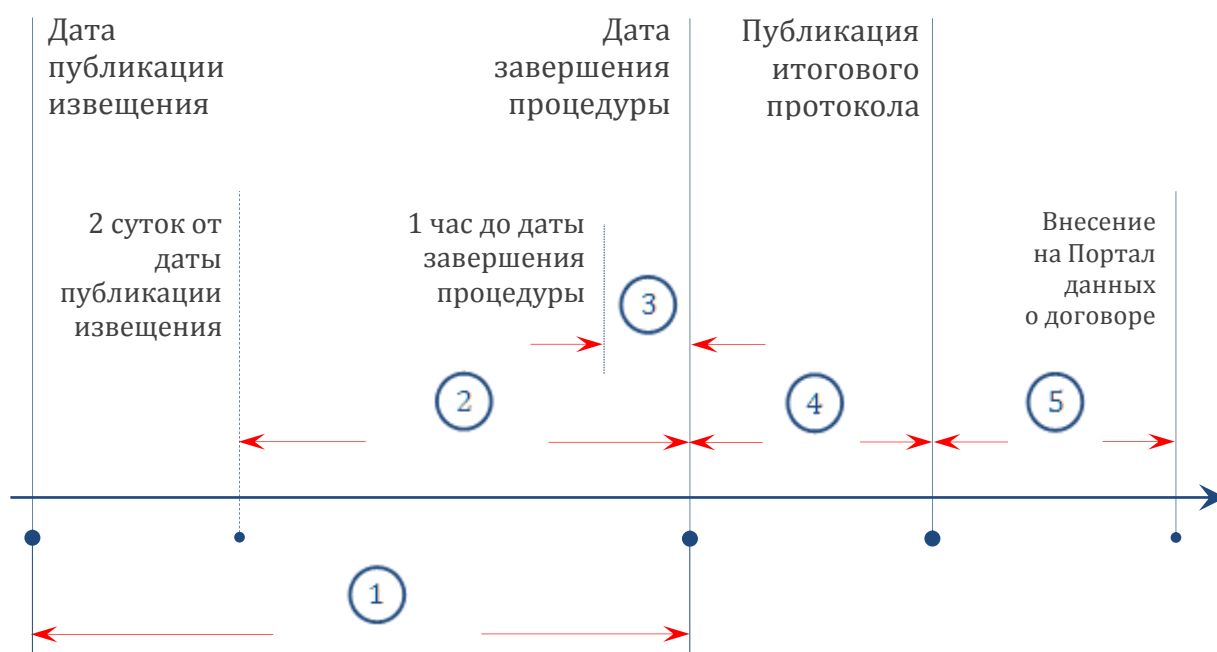 Дата
публикации
извещения
Дата
завершения
процедуры
Публикация
итогового
протокола
2 суток от
даты
публикации
извещения
1 час до даты
завершения
процедуры
Внесение
на Портал
данных
о договоре
3
2
4
5
1